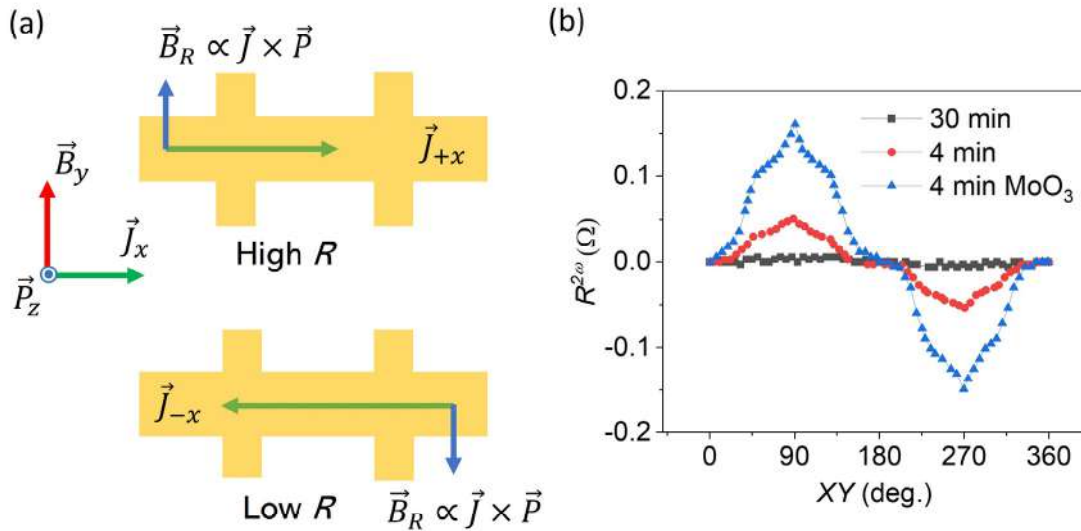 (a)
B⃗_R ∝ J⃗ × P⃗
J⃗_{+x}
B⃗_y
J⃗_x
P⃗_z
High R
J⃗_{-x}
Low R
B⃗_R ∝ J⃗ × P⃗
(b)
0.2
0.1
0.0
-0.1
-0.2
R^{2ω} (Ω)
30 min
4 min
4 min MoO₃
0 90 180 270 360
XY (deg.)